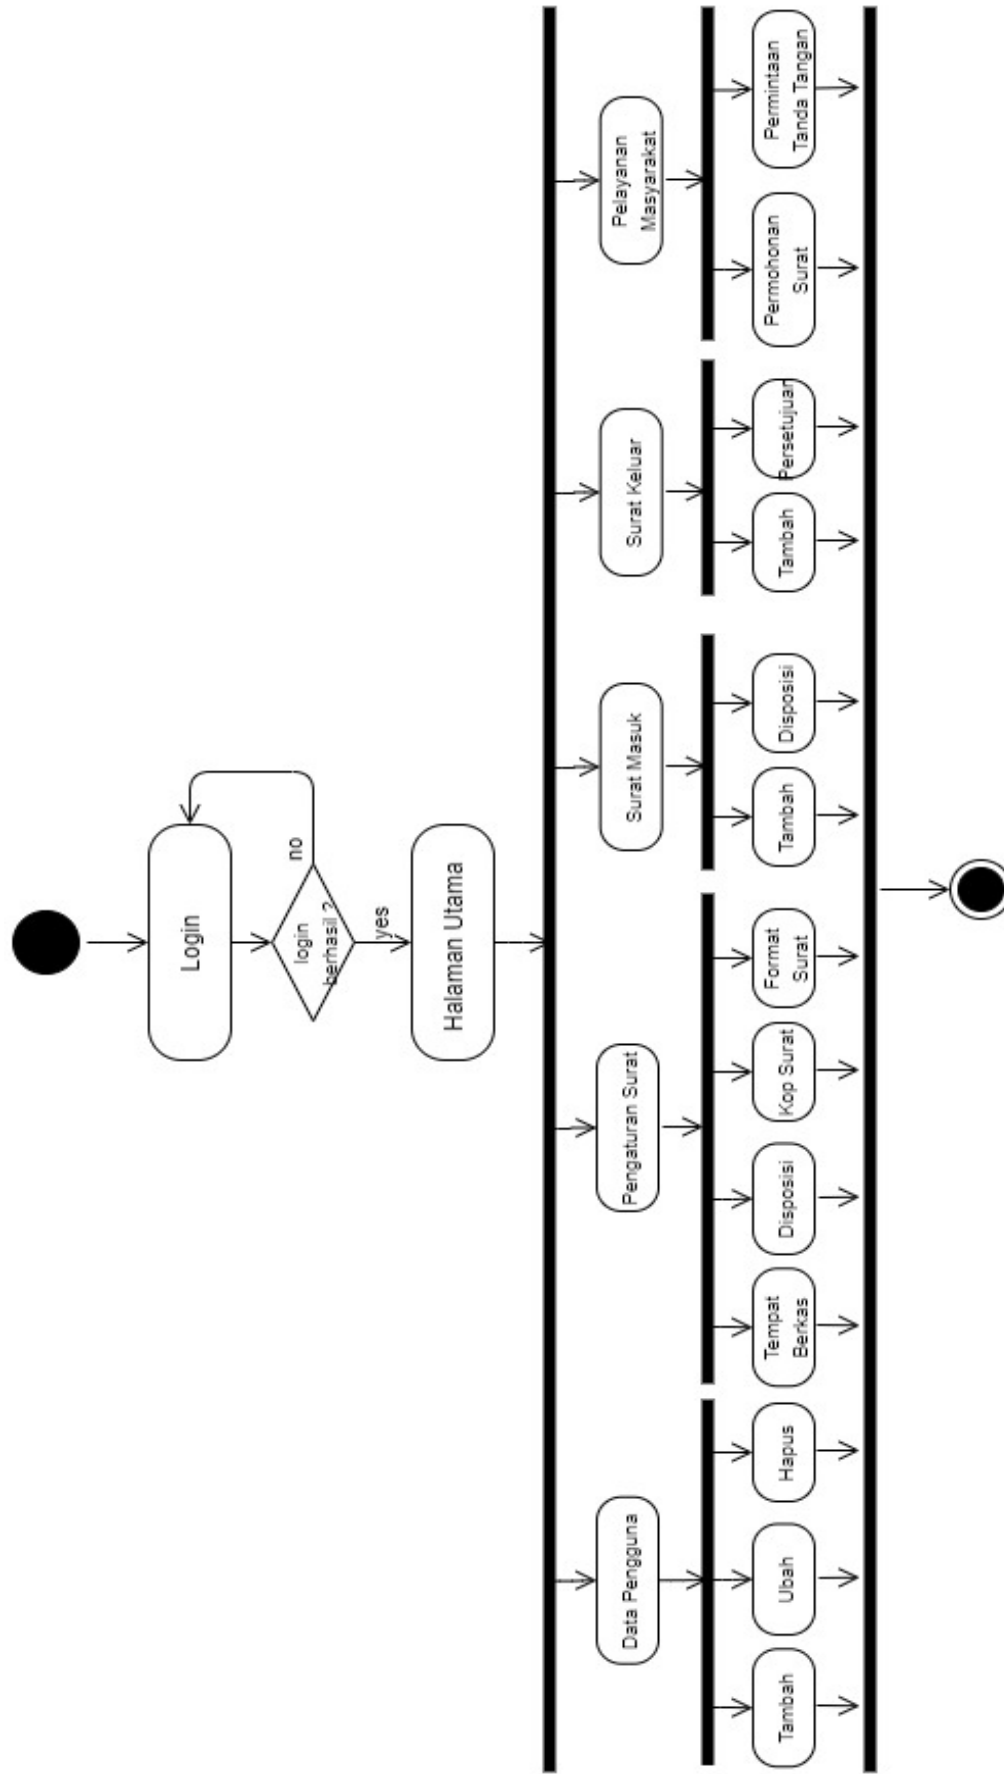 Login
login
berhasil ?
no
yes
Halaman Utama
Data Pengguna
Pengaturan Surat
Surat Masuk
Surat Keluar
Pelayanan
Masyarakat
Tambah
Ubah
Hapus
Tempat
Berkas
Disposisi
Kop Surat
Format
Surat
Tambah
Disposisi
Tambah
Persetujuan
Permohonan
Surat
Permintaan
Tanda Tangan